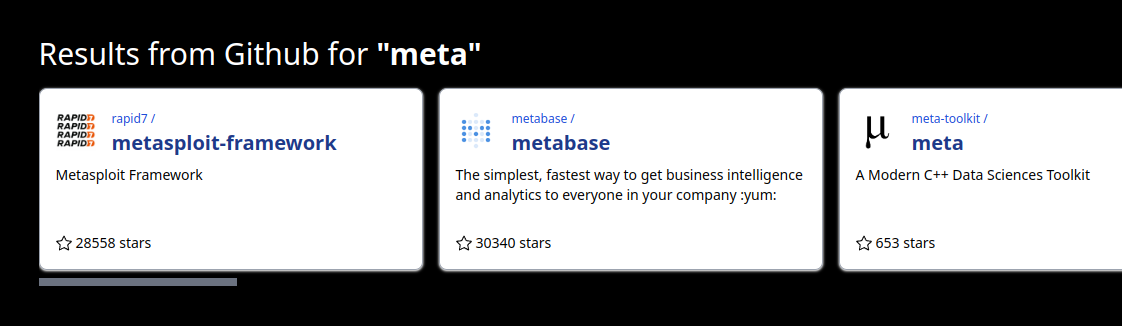 Results from Github for "meta"
RAPID7
RAPID7
RAPID7
RAPID7
rapid7 /
metasploit-framework
Metasploit Framework
28558 stars
metabase /
metabase
The simplest, fastest way to get business intelligence
and analytics to everyone in your company :yum:
30340 stars
μ
meta-toolkit /
meta
A Modern C++ Data Sciences Toolkit
653 stars